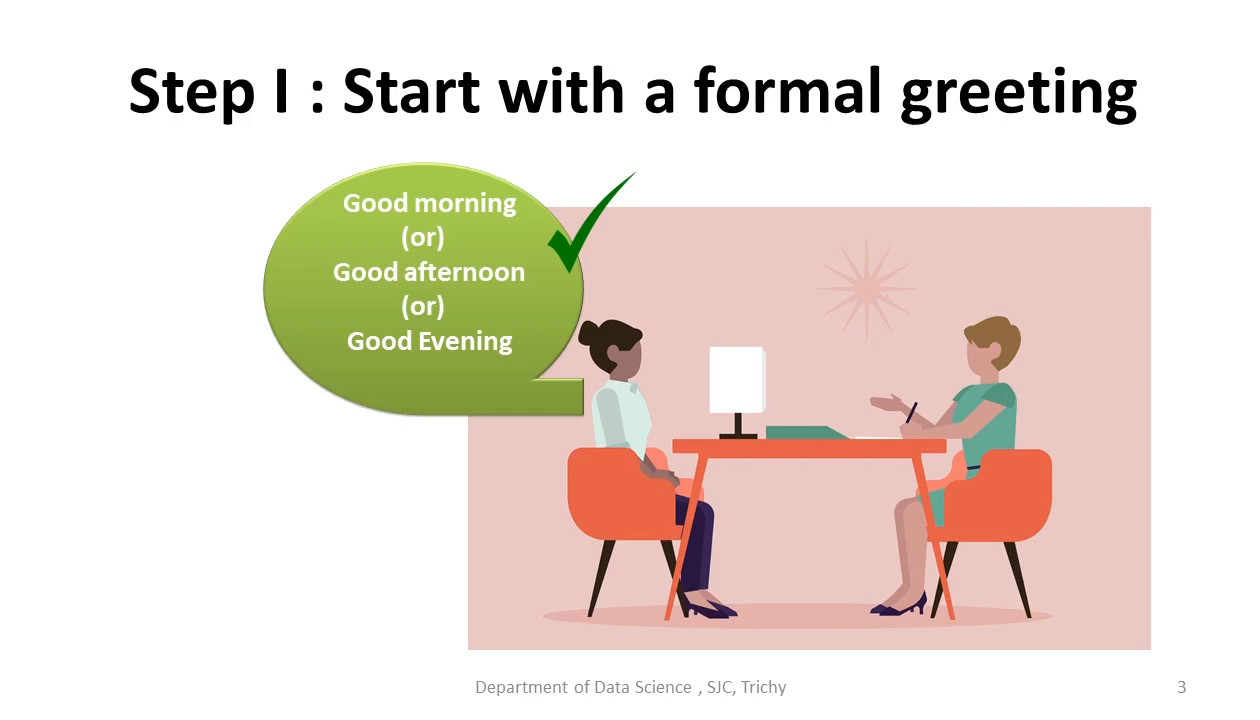 Step I : Start with a formal greeting
Good morning
(or)
Good afternoon
(or)
Good Evening
Department of Data Science , SJC, Trichy
3